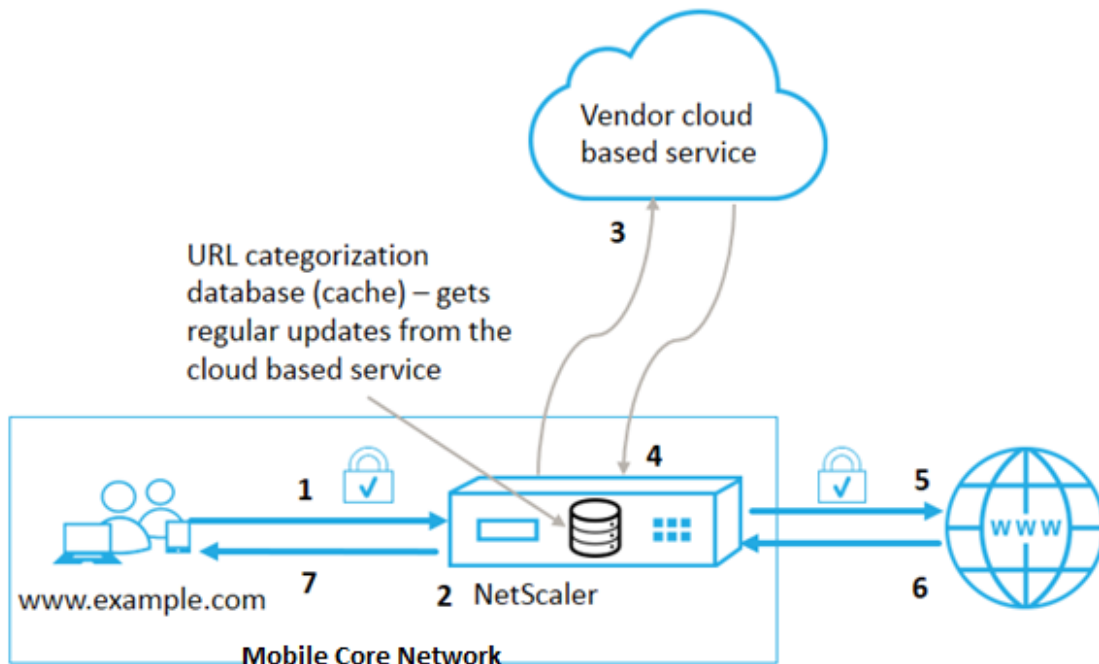 Vendor cloud
based service
3
URL categorization
database (cache) – gets
regular updates from the
cloud based service
4
1
5
www
7
2 NetScaler
6
www.example.com
Mobile Core Network